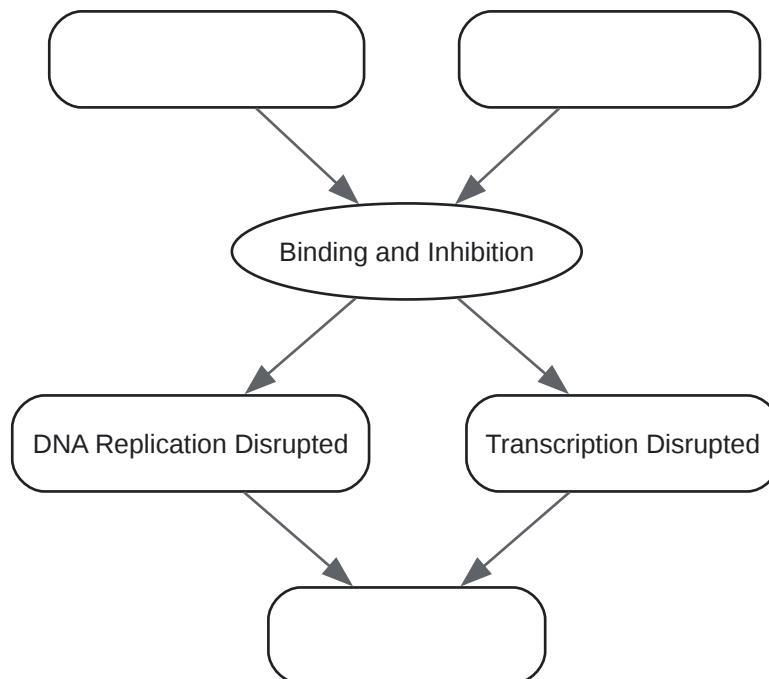 Binding and Inhibition
DNA Replication Disrupted
Transcription Disrupted